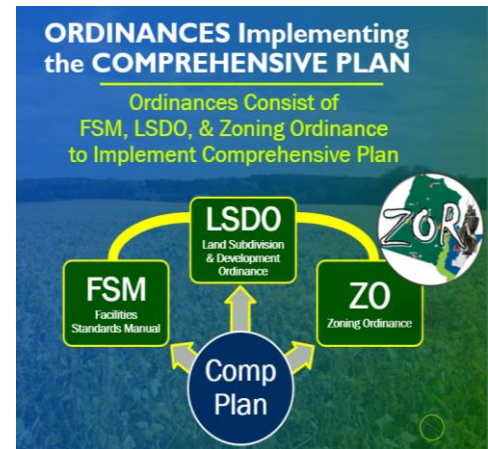 ORDINANCES Implementing
the COMPREHENSIVE PLAN
Ordinances Consist of
FSM, LSDO, & Zoning Ordinance
to Implement Comprehensive Plan
LSDO
Land Subdivision
& Development
Ordinance
ZOR
FSM
Facilities
Standards Manual
ZO
Zoning Ordinance
Comp
Plan